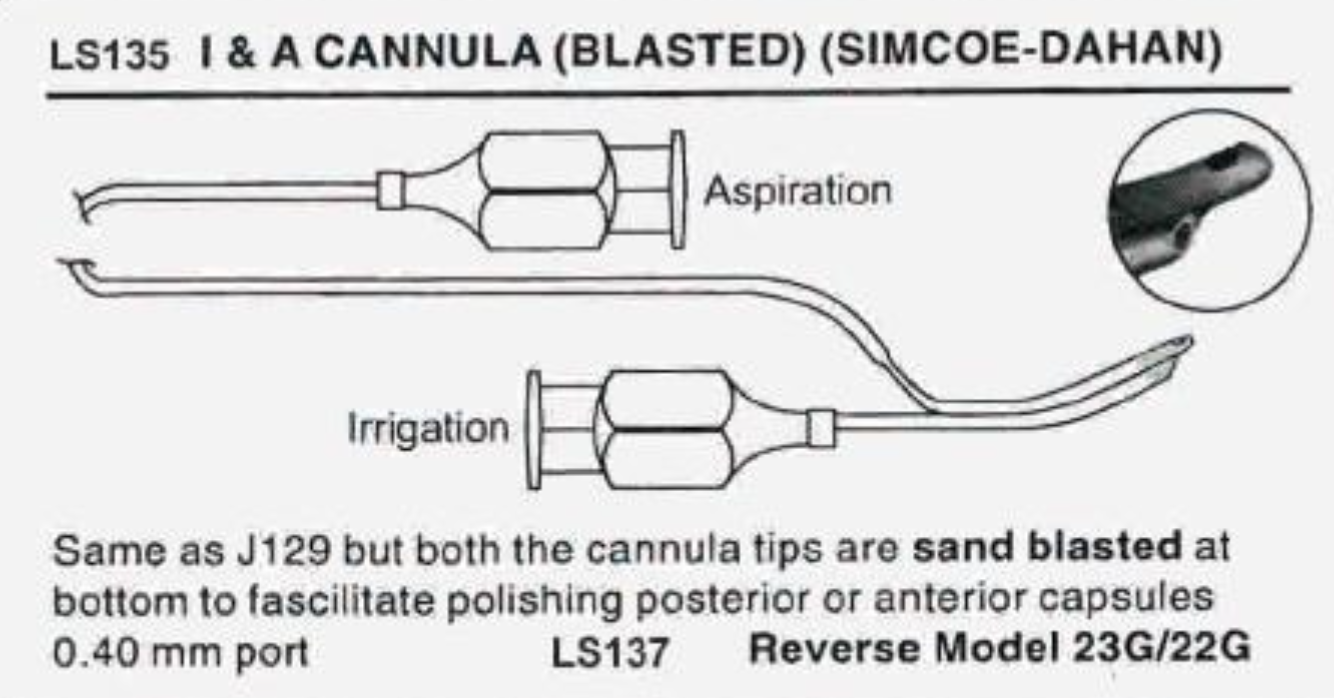 LS135 I & A CANNULA (BLASTED) (SIMCOE-DAHAN)
Aspiration
Irrigation
Same as J129 but both the cannula tips are sand blasted at
bottom to fascilitate polishing posterior or anterior capsules
0.40 mm port LS137 Reverse Model 23G/22G